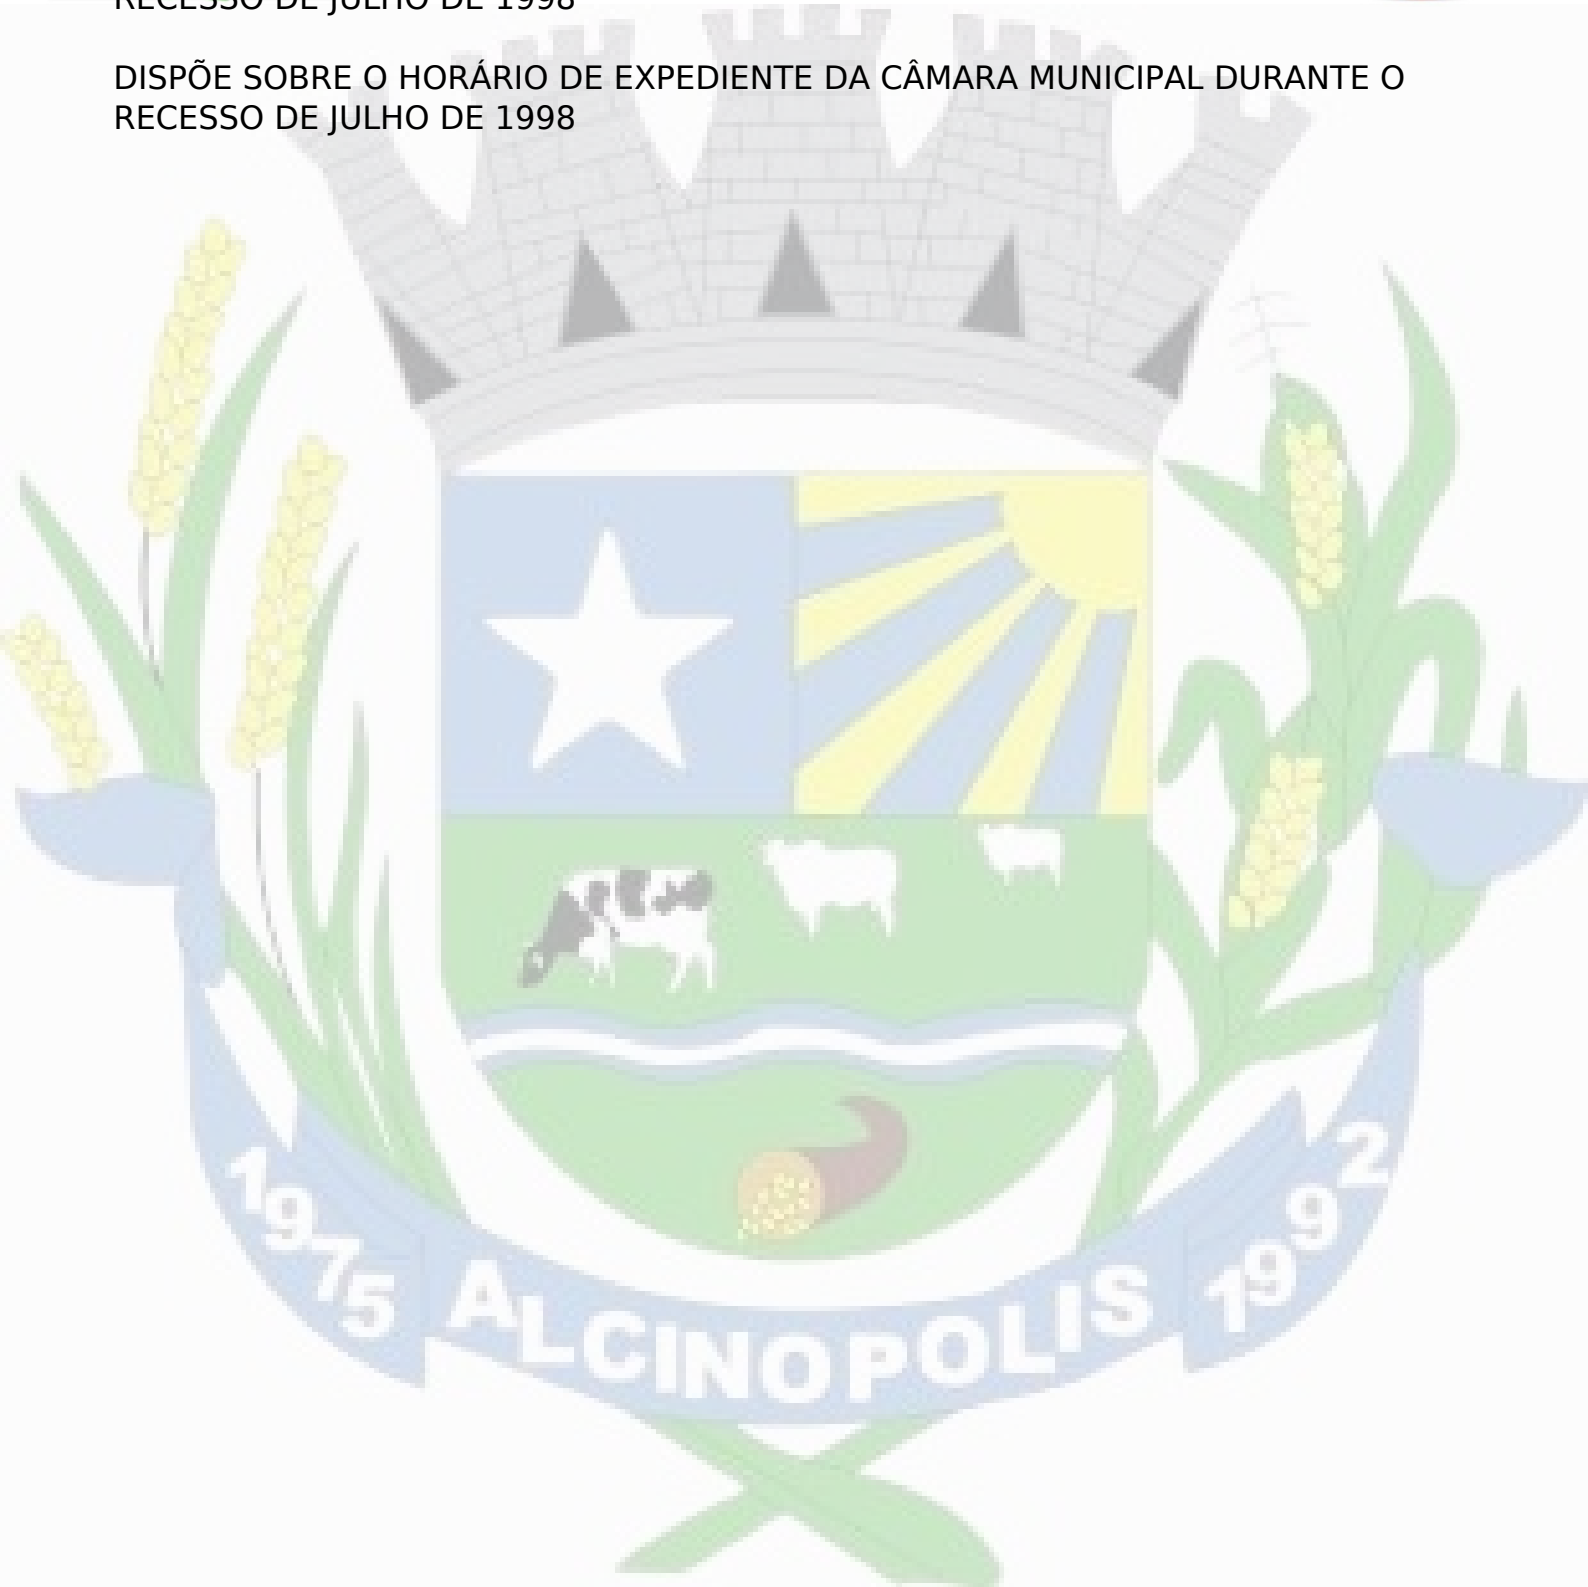 RECESSO DE JULHO DE 1998
DISPÕE SOBRE O HORÁRIO DE EXPEDIENTE DA CÂMARA MUNICIPAL DURANTE O
RECESSO DE JULHO DE 1998
1975 ALCINOPOLIS 1992